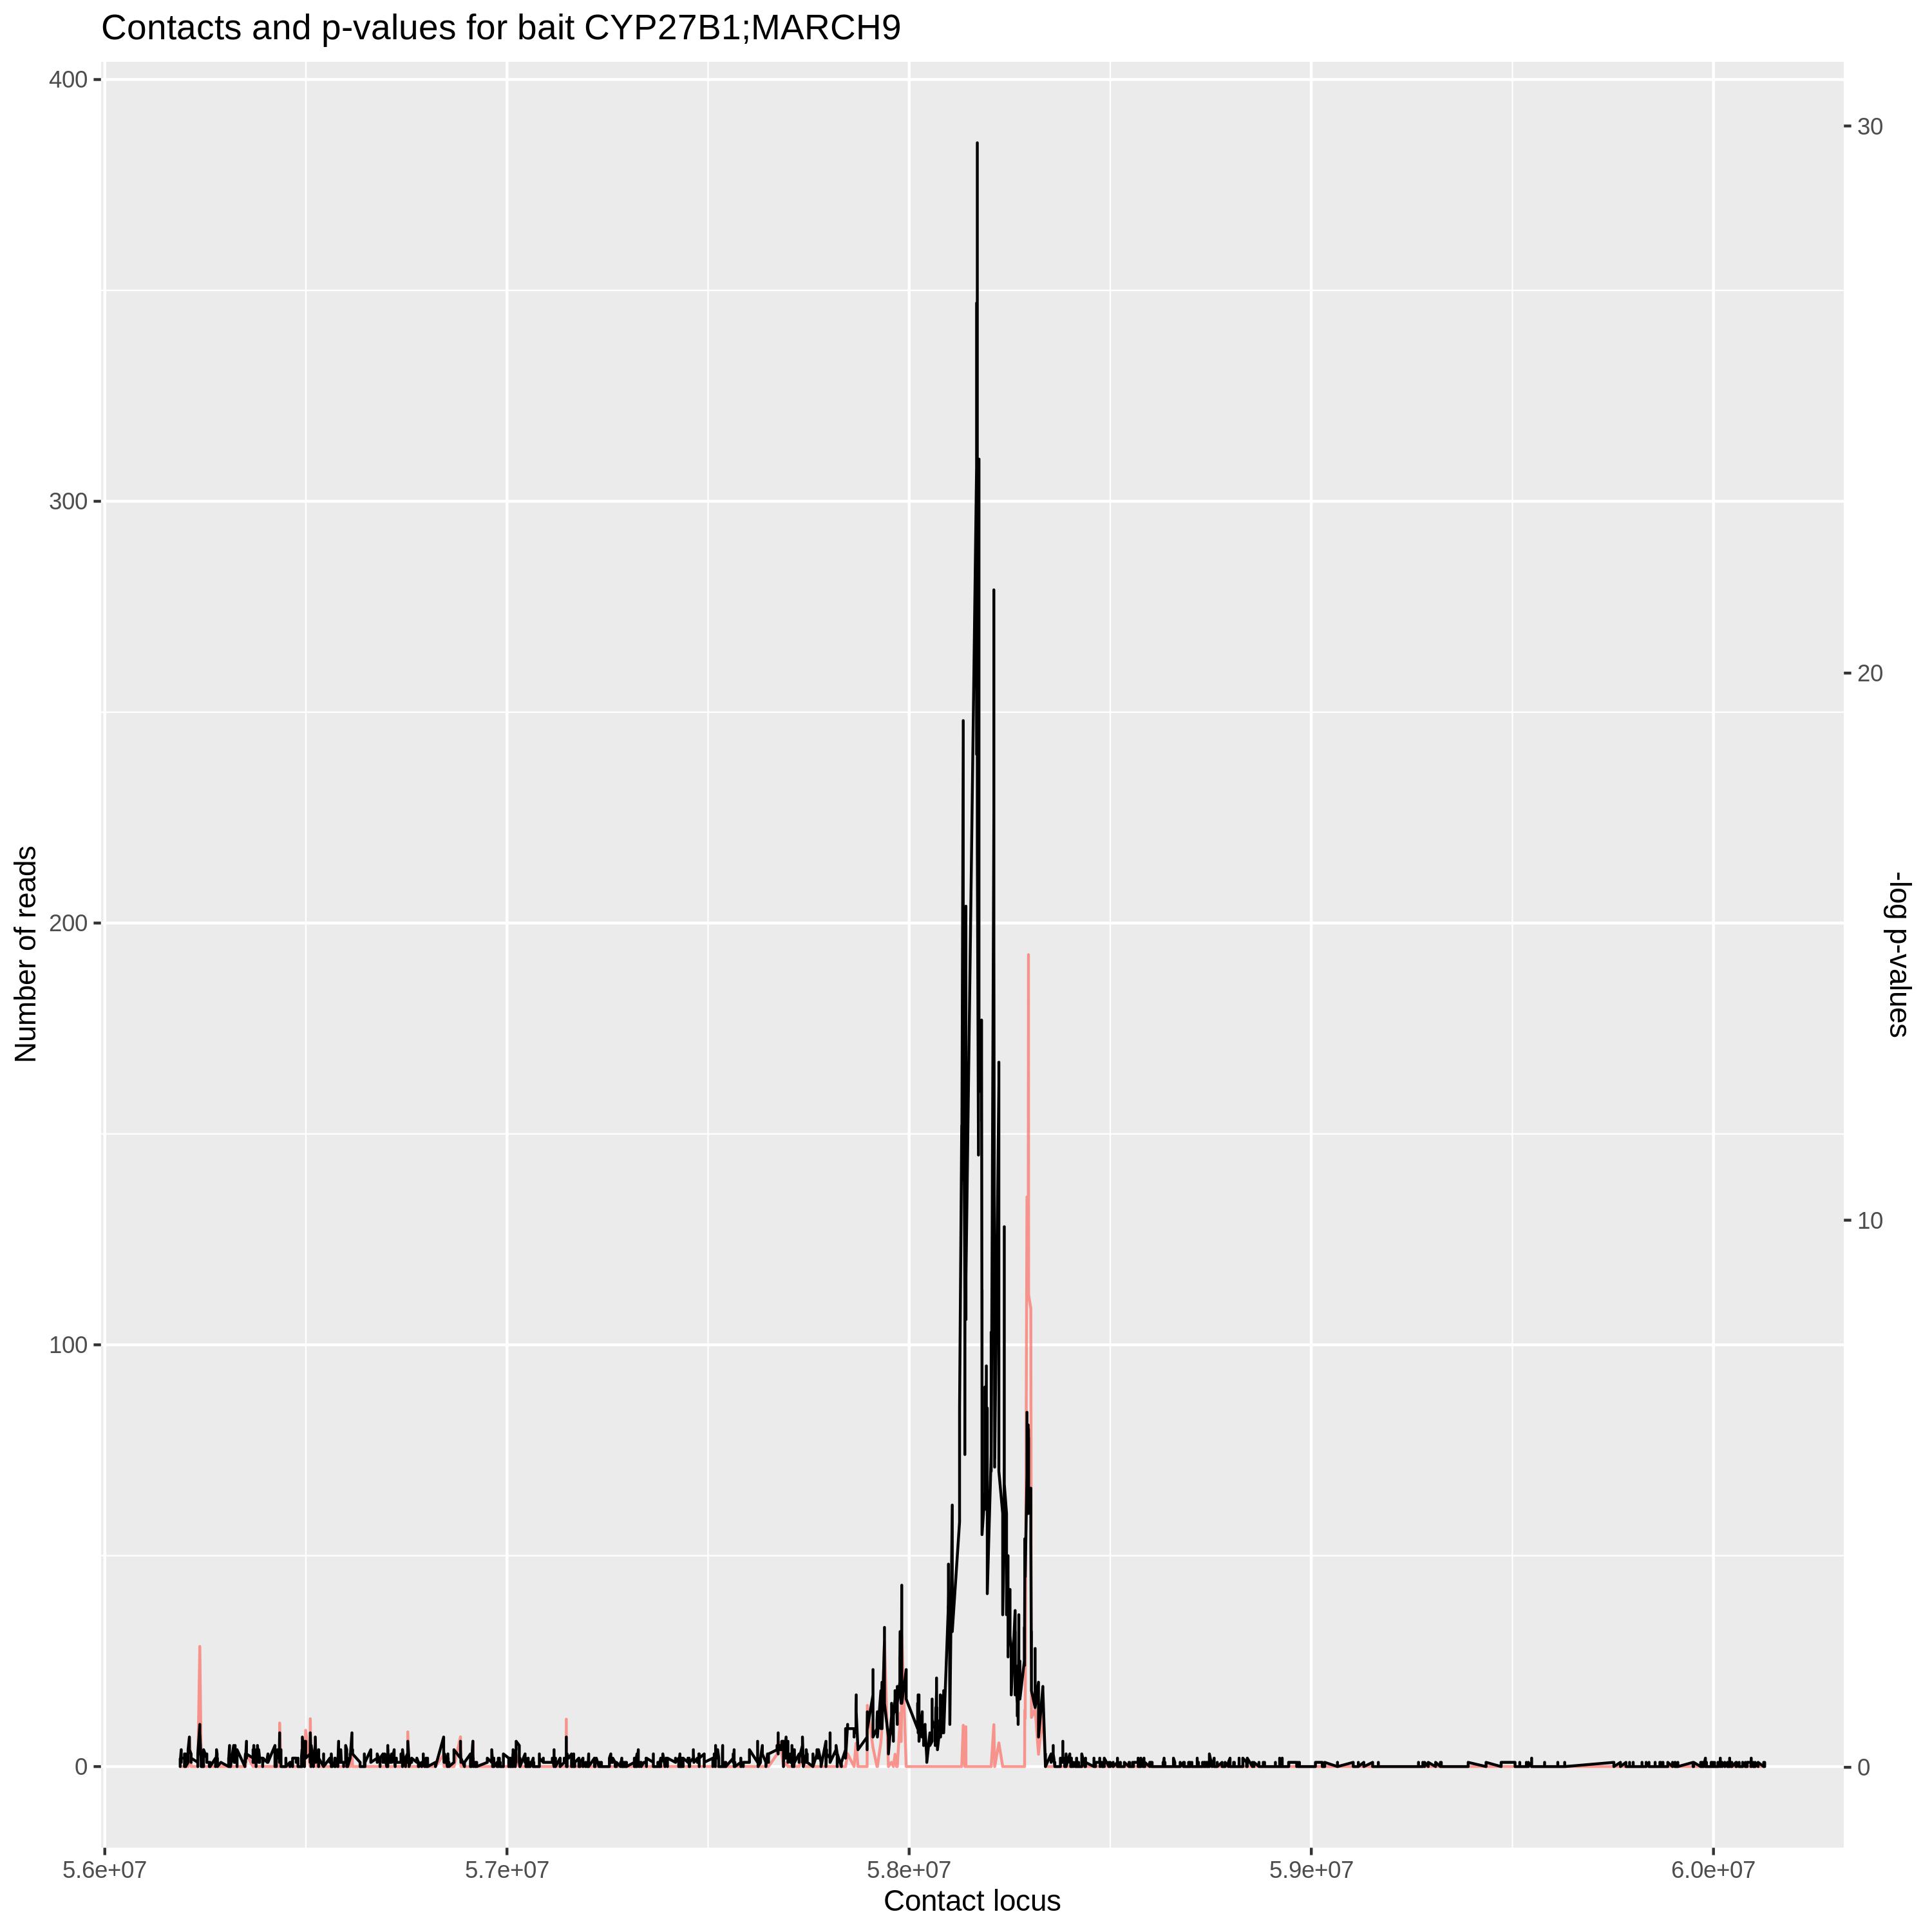 Contacts and p-values for bait CYP27B1;MARCH9
400
300
200
100
0
Number of reads
30
20
10
0
-log p-values
5.6e+07
5.7e+07
5.8e+07
5.9e+07
6.0e+07
Contact locus